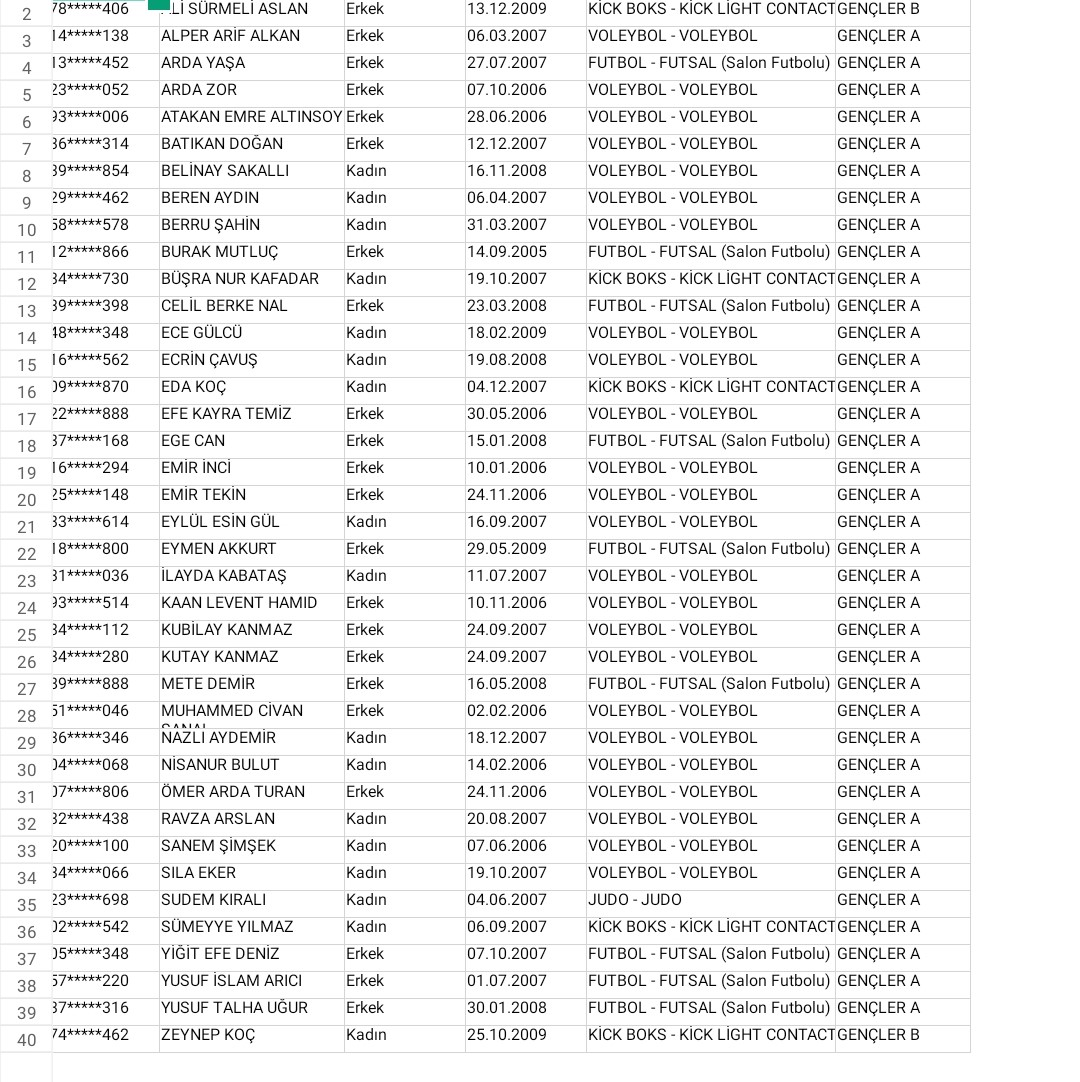 2 78*****406 ALİ SÜRMELİ ASLAN Erkek 13.12.2009 KİCK BOKS - KİCK LİGHT CONTACT GENÇLER B
3 14*****138 ALPER ARİF ALKAN Erkek 06.03.2007 VOLEYBOL - VOLEYBOL GENÇLER A
4 13*****452 ARDA YAŞA Erkek 27.07.2007 FUTBOL - FUTSAL (Salon Futbolu) GENÇLER A
5 23*****052 ARDA ZOR Erkek 07.10.2006 VOLEYBOL - VOLEYBOL GENÇLER A
6 93*****006 ATAKAN EMRE ALTINSOY Erkek 28.06.2006 VOLEYBOL - VOLEYBOL GENÇLER A
7 36*****314 BATIKAN DOĞAN Erkek 12.12.2007 VOLEYBOL - VOLEYBOL GENÇLER A
8 39*****854 BELİNAY SAKALLI Kadın 16.11.2008 VOLEYBOL - VOLEYBOL GENÇLER A
9 29*****462 BEREN AYDIN Kadın 06.04.2007 VOLEYBOL - VOLEYBOL GENÇLER A
10 58*****578 BERRU ŞAHİN Kadın 31.03.2007 VOLEYBOL - VOLEYBOL GENÇLER A
11 12*****866 BURAK MUTLUÇ Erkek 14.09.2005 FUTBOL - FUTSAL (Salon Futbolu) GENÇLER A
12 34*****730 BÜŞRA NUR KAFADAR Kadın 19.10.2007 KİCK BOKS - KİCK LİGHT CONTACT GENÇLER A
13 39*****398 CELİL BERKE NAL Erkek 23.03.2008 FUTBOL - FUTSAL (Salon Futbolu) GENÇLER A
14 48*****348 ECE GÜLCÜ Kadın 18.02.2009 VOLEYBOL - VOLEYBOL GENÇLER A
15 16*****562 ECRİN ÇAVUŞ Kadın 19.08.2008 VOLEYBOL - VOLEYBOL GENÇLER A
16 09*****870 EDA KOÇ Kadın 04.12.2007 KİCK BOKS - KİCK LİGHT CONTACT GENÇLER A
17 22*****888 EFE KAYRA TEMİZ Erkek 30.05.2006 VOLEYBOL - VOLEYBOL GENÇLER A
18 37*****168 EGE CAN Erkek 15.01.2008 FUTBOL - FUTSAL (Salon Futbolu) GENÇLER A
19 16*****294 EMİR İNCİ Erkek 10.01.2006 VOLEYBOL - VOLEYBOL GENÇLER A
20 25*****148 EMİR TEKİN Erkek 24.11.2006 VOLEYBOL - VOLEYBOL GENÇLER A
21 33*****614 EYLÜL ESİN GÜL Kadın 16.09.2007 VOLEYBOL - VOLEYBOL GENÇLER A
22 18*****800 EYMEN AKKURT Erkek 29.05.2009 FUTBOL - FUTSAL (Salon Futbolu) GENÇLER A
23 31*****036 İLAYDA KABATAŞ Kadın 11.07.2007 VOLEYBOL - VOLEYBOL GENÇLER A
24 93*****514 KAAN LEVENT HAMID Erkek 10.11.2006 VOLEYBOL - VOLEYBOL GENÇLER A
25 34*****112 KUBİLAY KANMAZ Erkek 24.09.2007 VOLEYBOL - VOLEYBOL GENÇLER A
26 34*****280 KUTAY KANMAZ Erkek 24.09.2007 VOLEYBOL - VOLEYBOL GENÇLER A
27 39*****888 METE DEMİR Erkek 16.05.2008 FUTBOL - FUTSAL (Salon Futbolu) GENÇLER A
28 51*****046 MUHAMMED CİVAN Erkek 02.02.2006 VOLEYBOL - VOLEYBOL GENÇLER A
29 36*****346 NAZLI AYDEMİR Kadın 18.12.2007 VOLEYBOL - VOLEYBOL GENÇLER A
30 04*****068 NİSANUR BULUT Kadın 14.02.2006 VOLEYBOL - VOLEYBOL GENÇLER A
31 07*****806 ÖMER ARDA TURAN Erkek 24.11.2006 VOLEYBOL - VOLEYBOL GENÇLER A
32 32*****438 RAVZA ARSLAN Kadın 20.08.2007 VOLEYBOL - VOLEYBOL GENÇLER A
33 20*****100 SANEM ŞİMŞEK Kadın 07.06.2006 VOLEYBOL - VOLEYBOL GENÇLER A
34 34*****066 SILA EKER Kadın 19.10.2007 VOLEYBOL - VOLEYBOL GENÇLER A
35 23*****698 SUDEM KIRALI Kadın 04.06.2007 JUDO - JUDO GENÇLER A
36 02*****542 SÜMEYYE YILMAZ Kadın 06.09.2007 KİCK BOKS - KİCK LİGHT CONTACT GENÇLER A
37 05*****348 YİĞİT EFE DENİZ Erkek 07.10.2007 FUTBOL - FUTSAL (Salon Futbolu) GENÇLER A
38 57*****220 YUSUF İSLAM ARICI Erkek 01.07.2007 FUTBOL - FUTSAL (Salon Futbolu) GENÇLER A
39 37*****316 YUSUF TALHA UĞUR Erkek 30.01.2008 FUTBOL - FUTSAL (Salon Futbolu) GENÇLER A
40 74*****462 ZEYNEP KOÇ Kadın 25.10.2009 KİCK BOKS - KİCK LİGHT CONTACT GENÇLER B